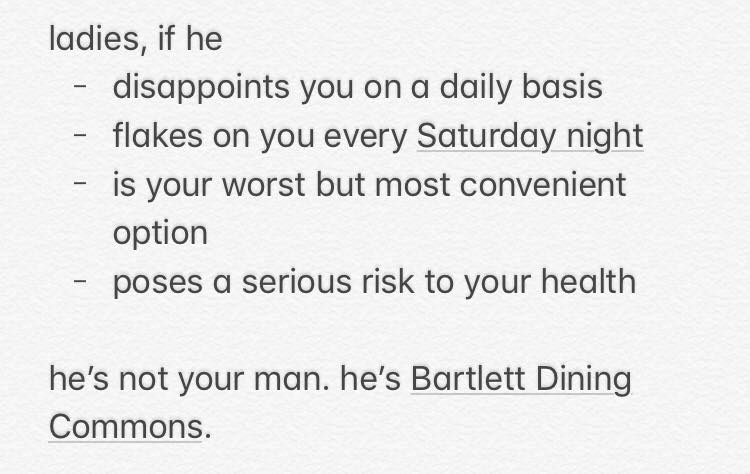 ladies, if he
– disappoints you on a daily basis
– flakes on you every Saturday night
– is your worst but most convenient
option
– poses a serious risk to your health
he’s not your man. he’s Bartlett Dining
Commons.